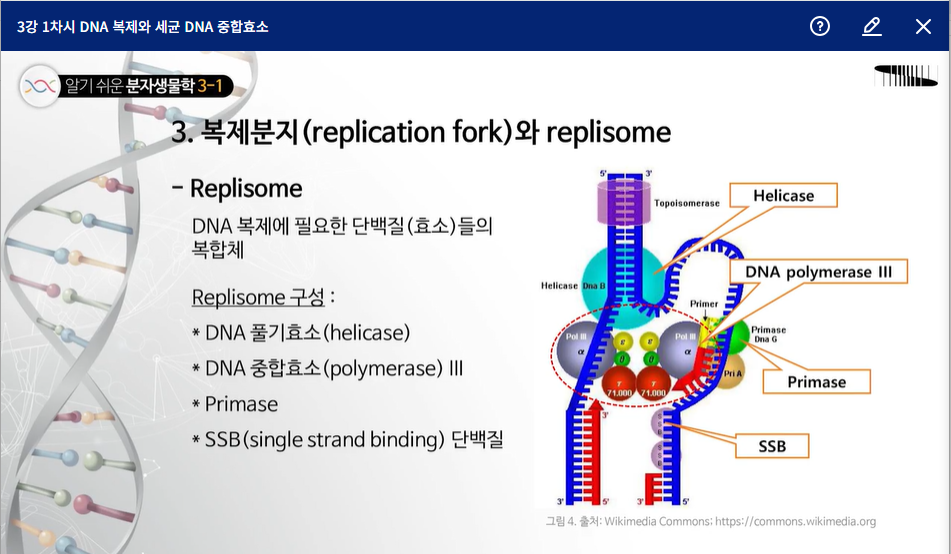 3강 1차시 DNA 복제와 세균 DNA 중합효소
알기 쉬운 분자생물학 3-1
3. 복제분지(replication fork)와 replisome
- Replisome
DNA 복제에 필요한 단백질(효소)들의
복합체
Replisome 구성 :
* DNA 풀기효소(helicase)
* DNA 중합효소(polymerase) III
* Primase
* SSB(single strand binding) 단백질
5' 3'
Topoisomerase
Helicase
DNA polymerase III
Helicase Dna B
Primer
Pol III
α
ε
θ
τ
71.000
ε
θ
τ
71.000
Pol III
α
Primase
Dna G
Pri A
Primase
3'
SSB
3' 5'
3' 5'
그림 4. 출처: Wikimedia Commons; https://commons.wikimedia.org